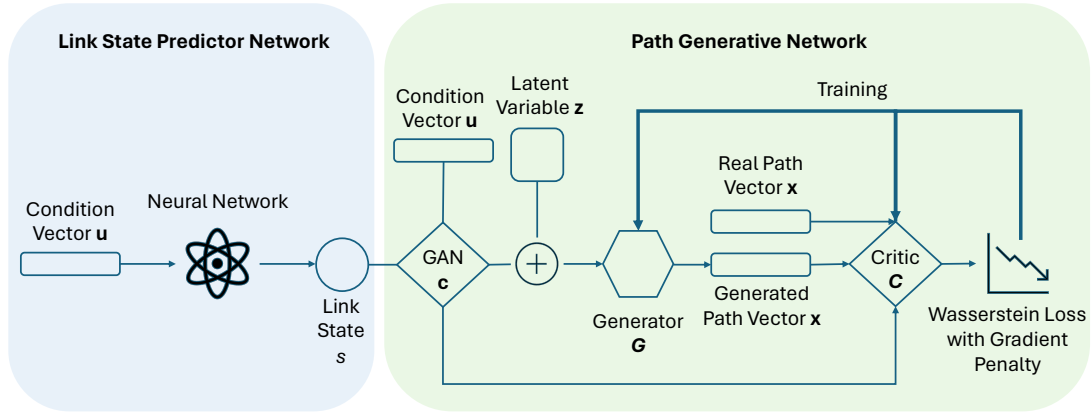 Link State Predictor Network
Path Generative Network
Condition
Vector u
Neural Network
Link
State
s
Condition
Vector u
Latent
Variable z
GAN
c
Training
Generator
G
Real Path
Vector x
Generated
Path Vector x
Critic
C
Wasserstein Loss
with Gradient
Penalty